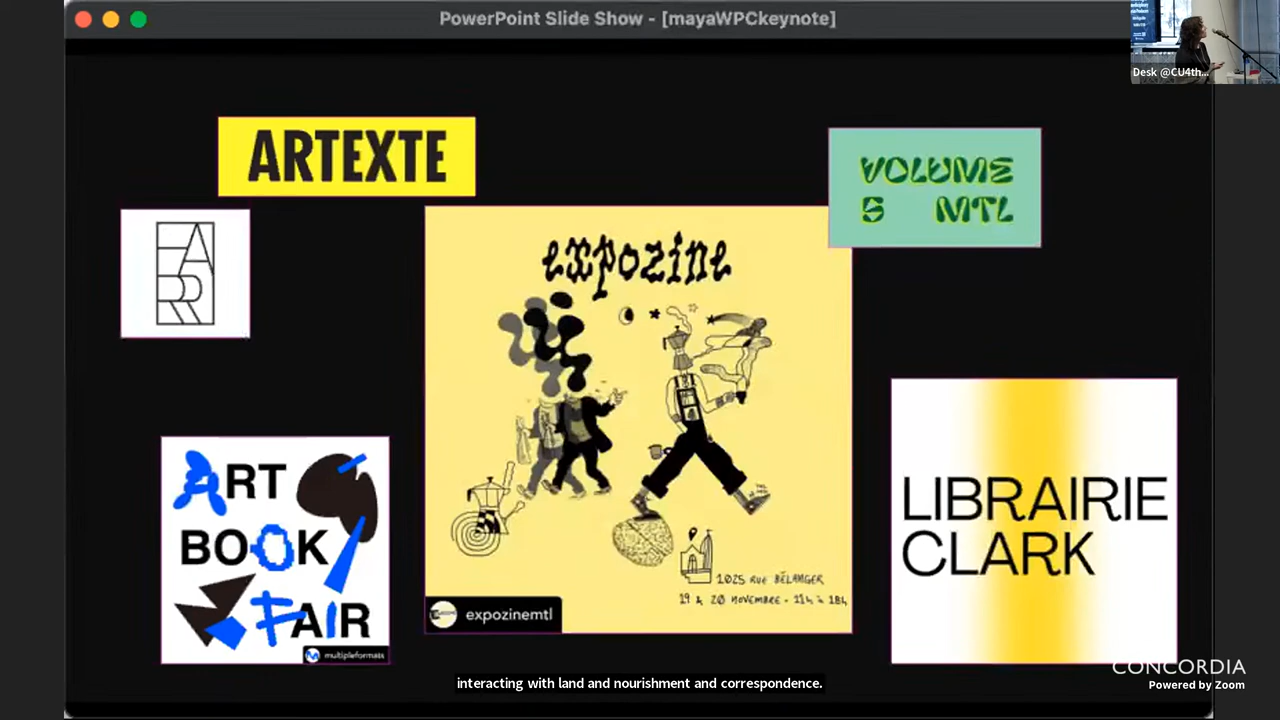 PowerPoint Slide Show - [mayaWPCkeynote]
Desk @CU4th...
ARTEXTE
VOLUME
S MTL
expozine
ART
BOOK
FAIR
multipleformats
1025 RUE BÉLANGER
19 & 20 NOVEMBRE - 11h à 18h
expozinemtl
LIBRAIRIE
CLARK
CONCORDIA
Powered by Zoom
interacting with land and nourishment and correspondence.